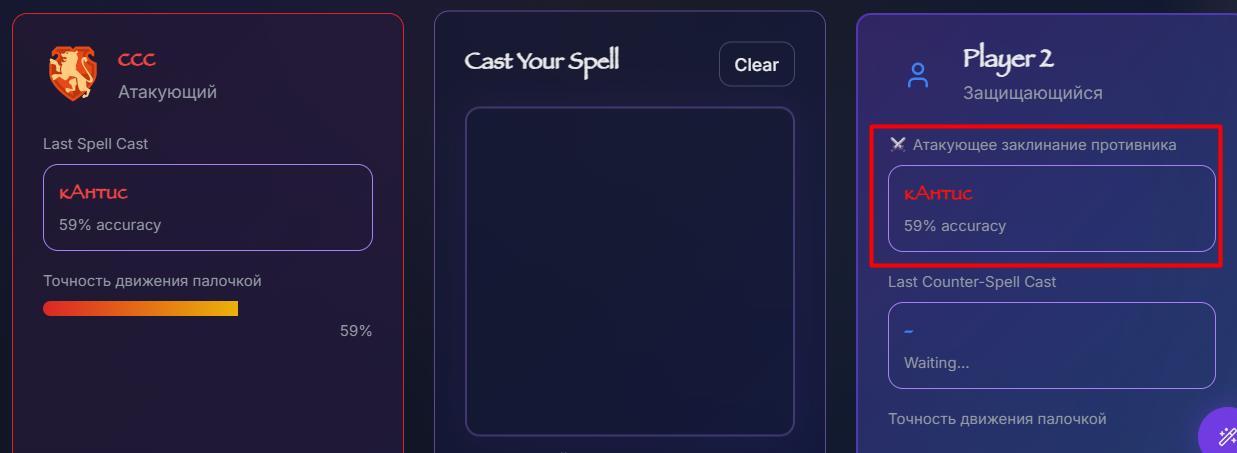 ссс
Атакующий
Last Spell Cast
кАнтис
59% accuracy
Точность движения палочкой
59%
Cast Your Spell
Clear
Player 2
Защищающийся
Атакующее заклинание противника
кАнтис
59% accuracy
Last Counter-Spell Cast
-
Waiting...
Точность движения палочкой